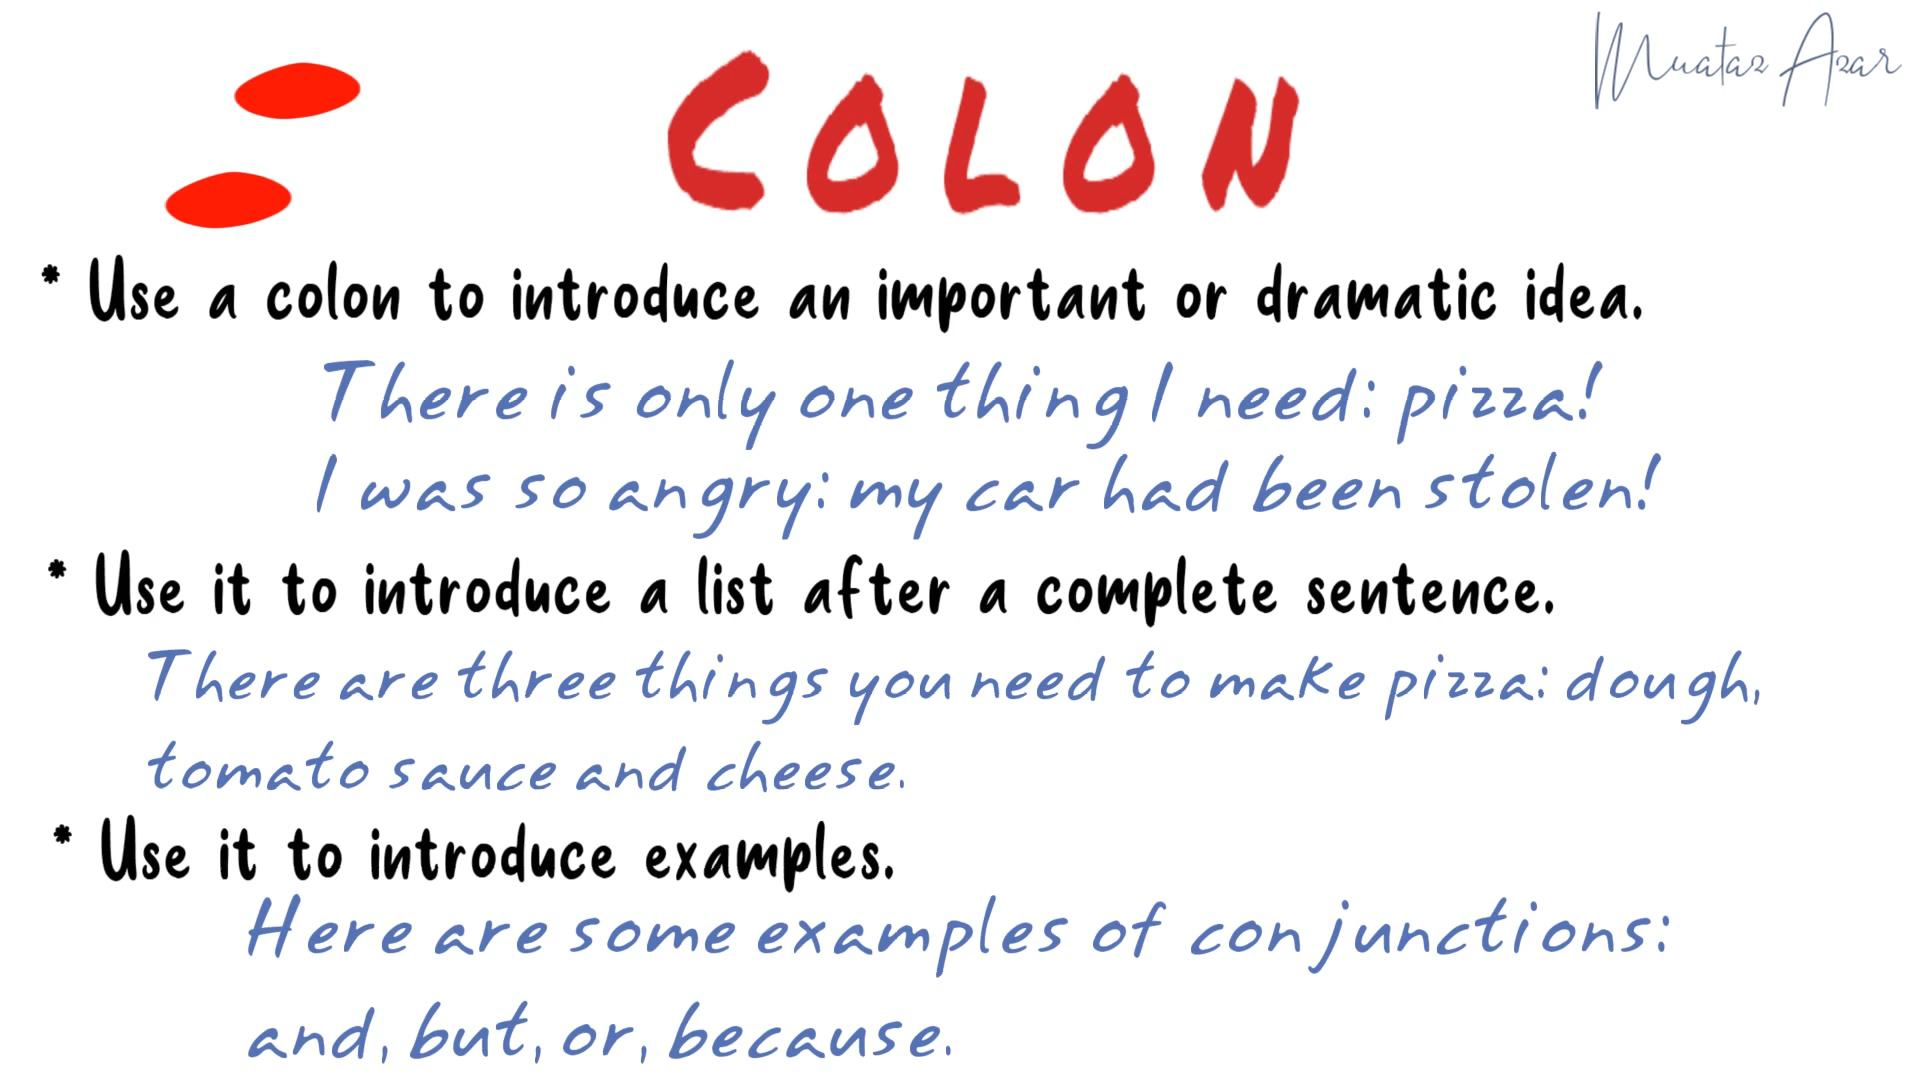 Muataz Azar
COLON
* Use a colon to introduce an important or dramatic idea.
There is only one thing I need: pizza!
I was so angry: my car had been stolen!
* Use it to introduce a list after a complete sentence.
There are three things you need to make pizza: dough,
tomato sauce and cheese.
* Use it to introduce examples.
Here are some examples of conjunctions:
and, but, or, because.